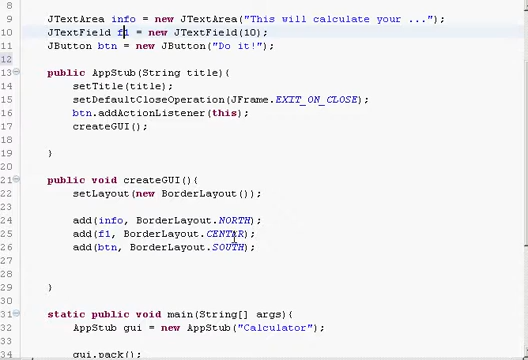 8
9 JTextArea info = new JTextArea("This will calculate your ...");
10 JTextField f1 = new JTextField(10);
11 JButton btn = new JButton("Do it!");
12
13 public AppStub(String title){
14 setTitle(title);
15 setDefaultCloseOperation(JFrame.EXIT_ON_CLOSE);
16 btn.addActionListener(this);
17 createGUI();
18
19 }
20
21 public void createGUI(){
22 setLayout(new BorderLayout());
23
24 add(info, BorderLayout.NORTH);
25 add(f1, BorderLayout.CENTER);
26 add(btn, BorderLayout.SOUTH);
27
28
29 }
30
31 static public void main(String[] args){
32 AppStub gui = new AppStub("Calculator");
33
34 gui.pack();